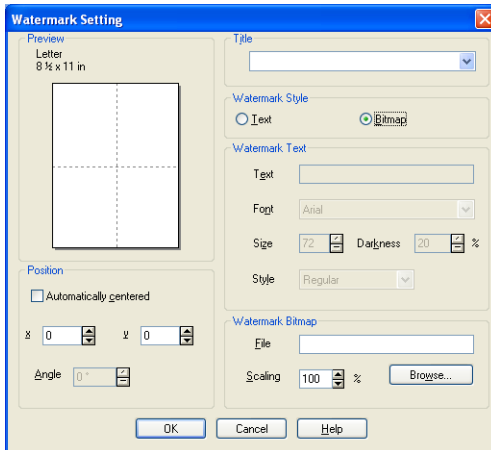 Watermark Setting
Preview
Letter
8 ½ x 11 in
Title
Watermark Style
Text
Bitmap
Watermark Text
Text
Font Arial
Size 72 Darkness 20 %
Style Regular
Position
Automatically centered
x 0 y 0
Angle 0 °
Watermark Bitmap
File
Scaling 100 % Browse...
OK Cancel Help